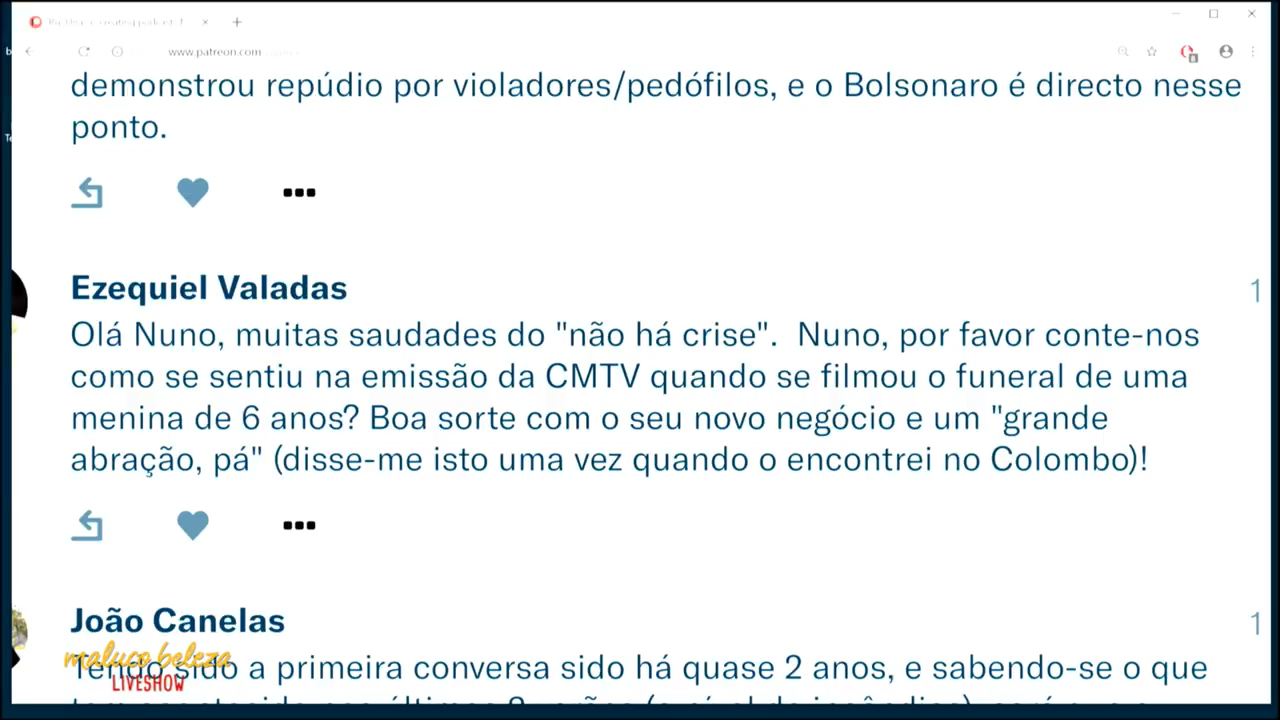 www.patreon.com
demonstrou repúdio por violadores/pedófilos, e o Bolsonaro é directo nesse
ponto.
Ezequiel Valadas
1
Olá Nuno, muitas saudades do "não há crise".  Nuno, por favor conte-nos
como se sentiu na emissão da CMTV quando se filmou o funeral de uma
menina de 6 anos? Boa sorte com o seu novo negócio e um "grande
abração, pá" (disse-me isto uma vez quando o encontrei no Colombo)!
João Canelas
1
maluco beleza
LIVESHOW
Tendo sido a primeira conversa sido há quase 2 anos, e sabendo-se o que